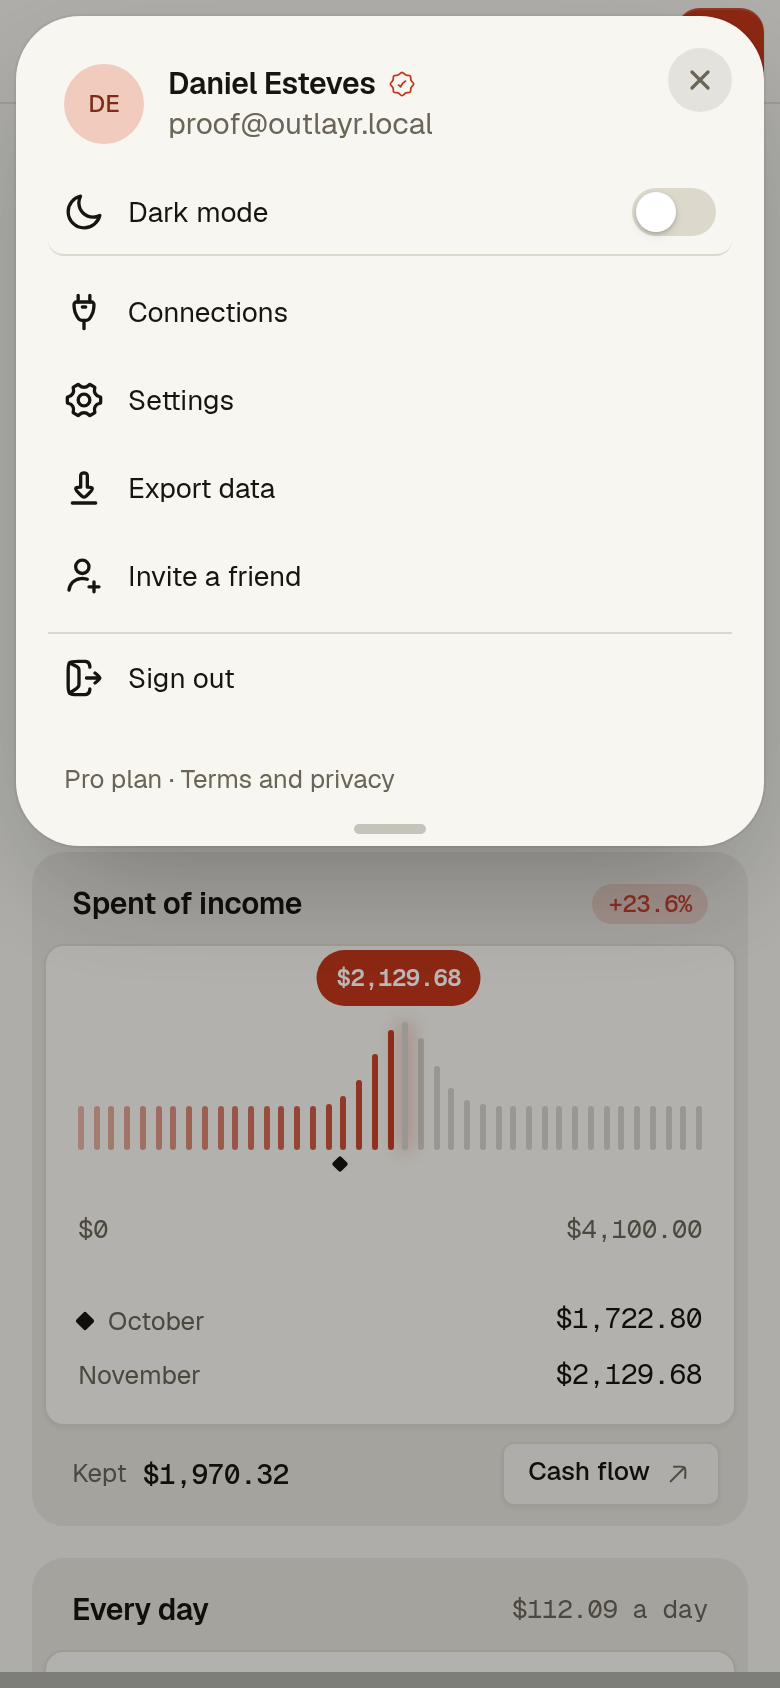 DE
Daniel Esteves
proof@outlayr.local
Dark mode
Connections
Settings
Export data
Invite a friend
Sign out
Pro plan · Terms and privacy
Spent of income
+23.6%
$2,129.68
$0
$4,100.00
October
$1,722.80
November
$2,129.68
Kept $1,970.32
Cash flow
Every day
$112.09 a day